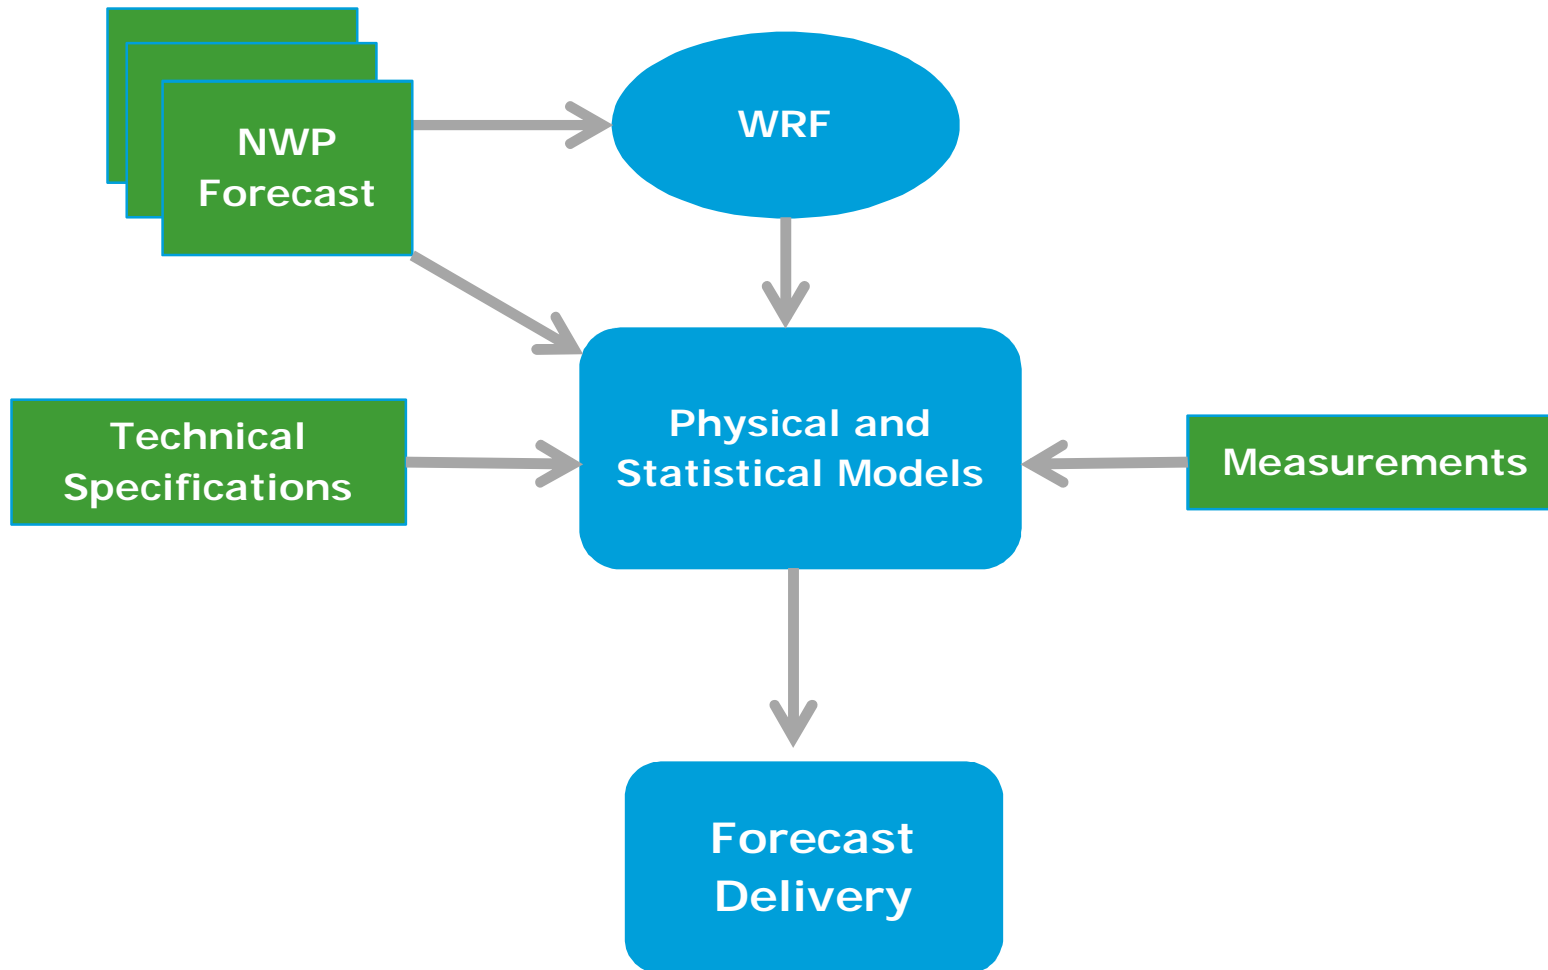 NWP
Forecast
WRF
Technical
Specifications
Physical and
Statistical Models
Measurements
Forecast
Delivery